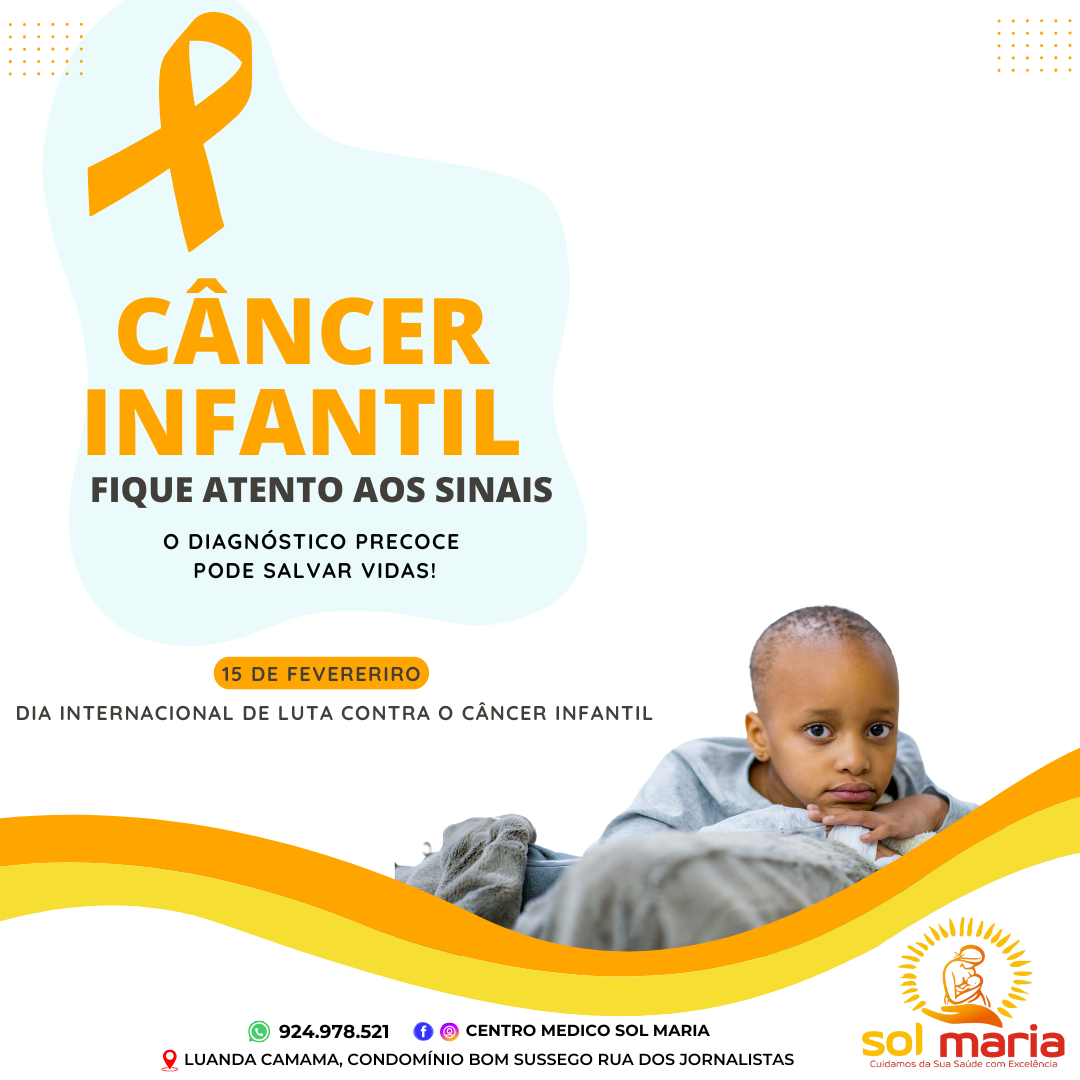 CÂNCER
INFANTIL
FIQUE ATENTO AOS SINAIS
O DIAGNÓSTICO PRECOCE
PODE SALVAR VIDAS!
15 DE FEVERERIRO
DIA INTERNACIONAL DE LUTA CONTRA O CÂNCER INFANTIL
924.978.521 CENTRO MEDICO SOL MARIA
LUANDA CAMAMA, CONDOMÍNIO BOM SUSSEGO RUA DOS JORNALISTAS
sol maria
Cuidamos da Sua Saúde com Excelência